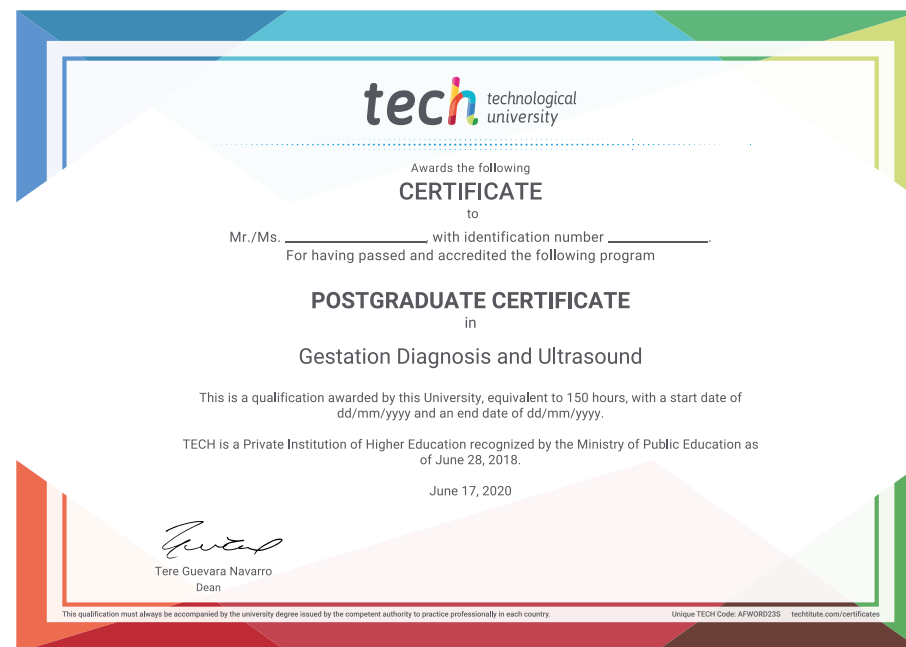 tech technological
university
Awards the following
CERTIFICATE
to
Mr./Ms. ____________, with identification number ____________.
For having passed and accredited the following program
POSTGRADUATE CERTIFICATE
in
Gestation Diagnosis and Ultrasound
This is a qualification awarded by this University, equivalent to 150 hours, with a start date of
dd/mm/yyyy and an end date of dd/mm/yyyy.
TECH is a Private Institution of Higher Education recognized by the Ministry of Public Education as
of June 28, 2018.
June 17, 2020
Tere Guevara Navarro
Dean
This qualification must always be accompanied by the university degree issued by the competent authority to practice professionally in each country.
Unique TECH Code: AFWORD23S techtitute.com/certificates